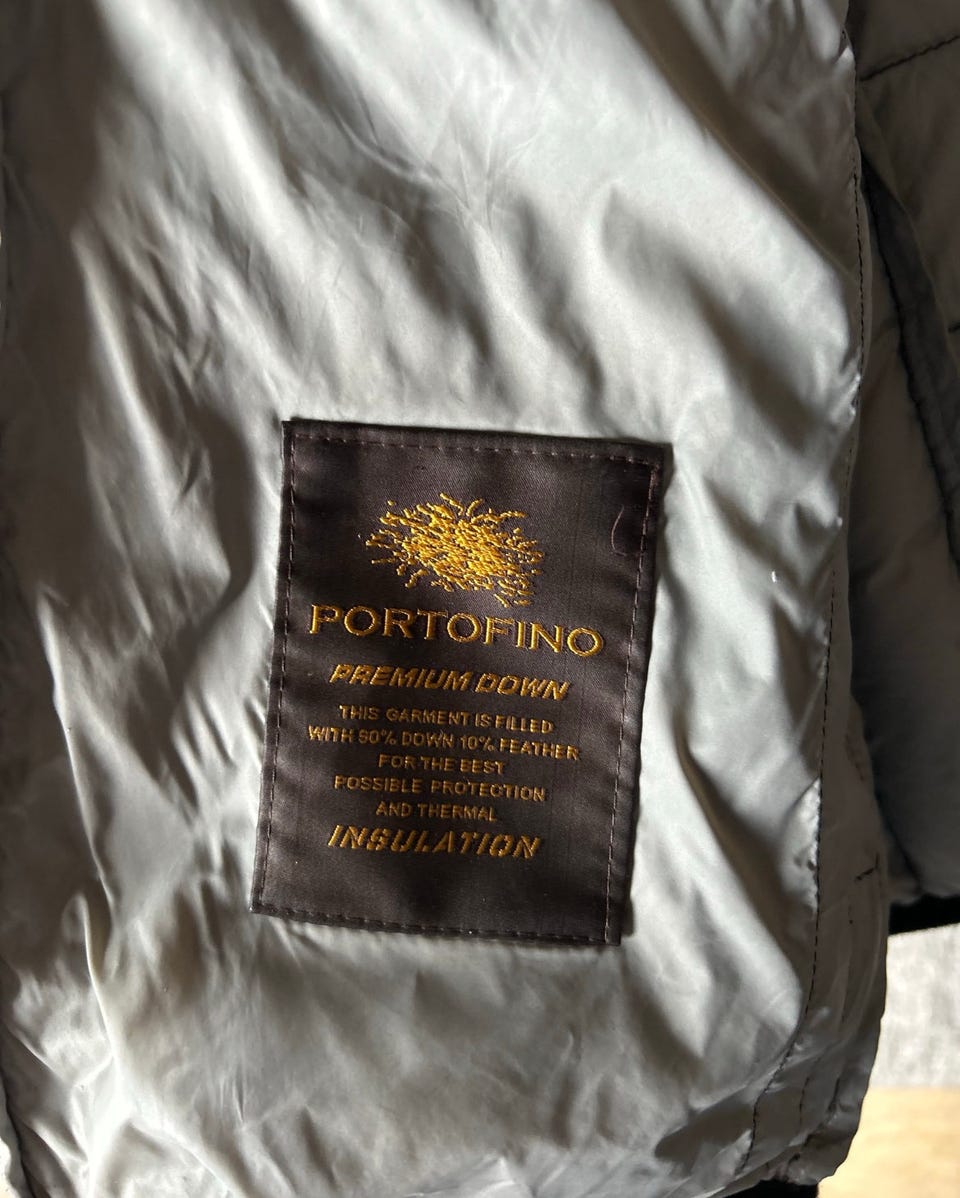 PORTOFINO
PREMIUM DOWN
THIS GARMENT IS FILLED
WITH 90% DOWN 10% FEATHER
FOR THE BEST
POSSIBLE PROTECTION
AND THERMAL
INSULATION